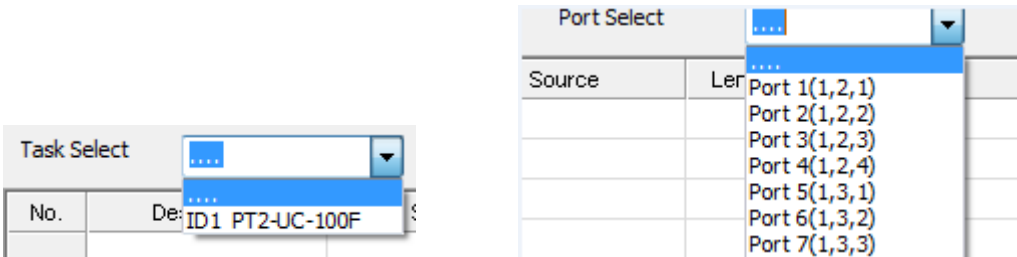 Task Select
....
....
ID1 PT2-UC-100F
No.
De
S
Port Select
....
....
Source
Ler
Port 1(1,2,1)
Port 2(1,2,2)
Port 3(1,2,3)
Port 4(1,2,4)
Port 5(1,3,1)
Port 6(1,3,2)
Port 7(1,3,3)